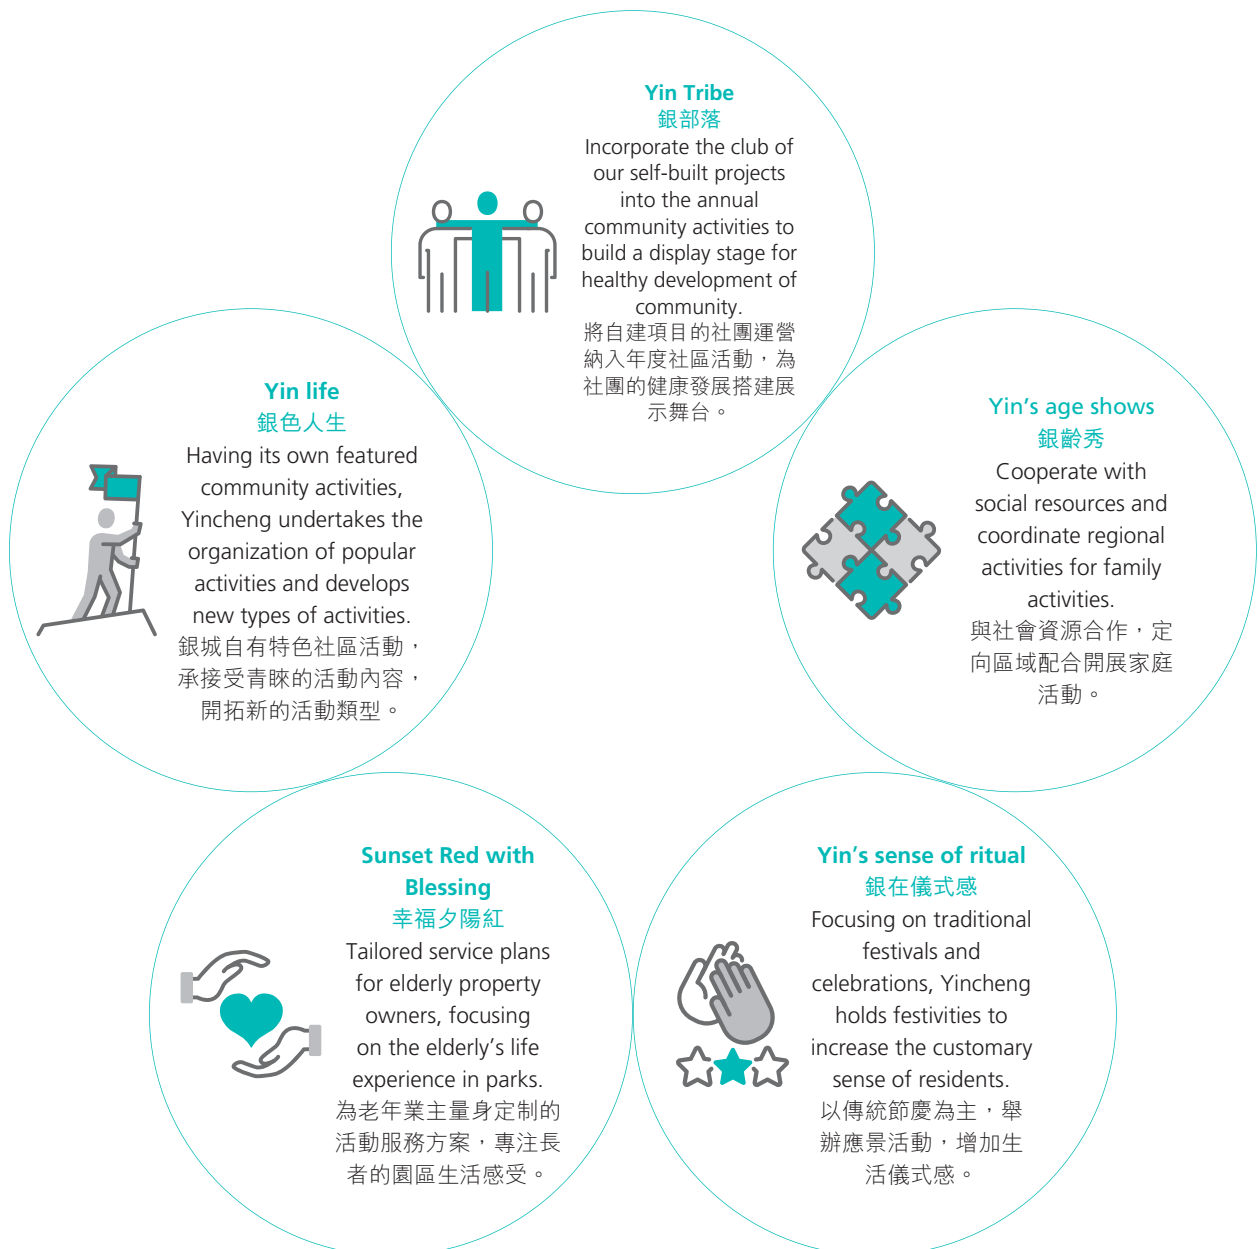 Yin Tribe
銀部落
Incorporate the club of
our self-built projects
into the annual
community activities to
build a display stage for
healthy development of
community.
將自建項目的社團運營
納入年度社區活動，為
社團的健康發展搭建展
示舞台。
Yin life
銀色人生
Having its own featured
community activities,
Yincheng undertakes the
organization of popular
activities and develops
new types of activities.
銀城自有特色社區活動，
承接受青睞的活動內容，
開拓新的活動類型。
Yin’s age shows
銀齡秀
Cooperate with
social resources and
coordinate regional
activities for family
activities.
與社會資源合作，定
向區域配合開展家庭
活動。
Sunset Red with
Blessing
幸福夕陽紅
Tailored service plans
for elderly property
owners, focusing
on the elderly’s life
experience in parks.
為老年業主量身定制的
活動服務方案，專注長
者的園區生活感受。
Yin’s sense of ritual
銀在儀式感
Focusing on traditional
festivals and
celebrations, Yincheng
holds festivities to
increase the customary
sense of residents.
以傳統節慶為主，舉
辦應景活動，增加生
活儀式感。